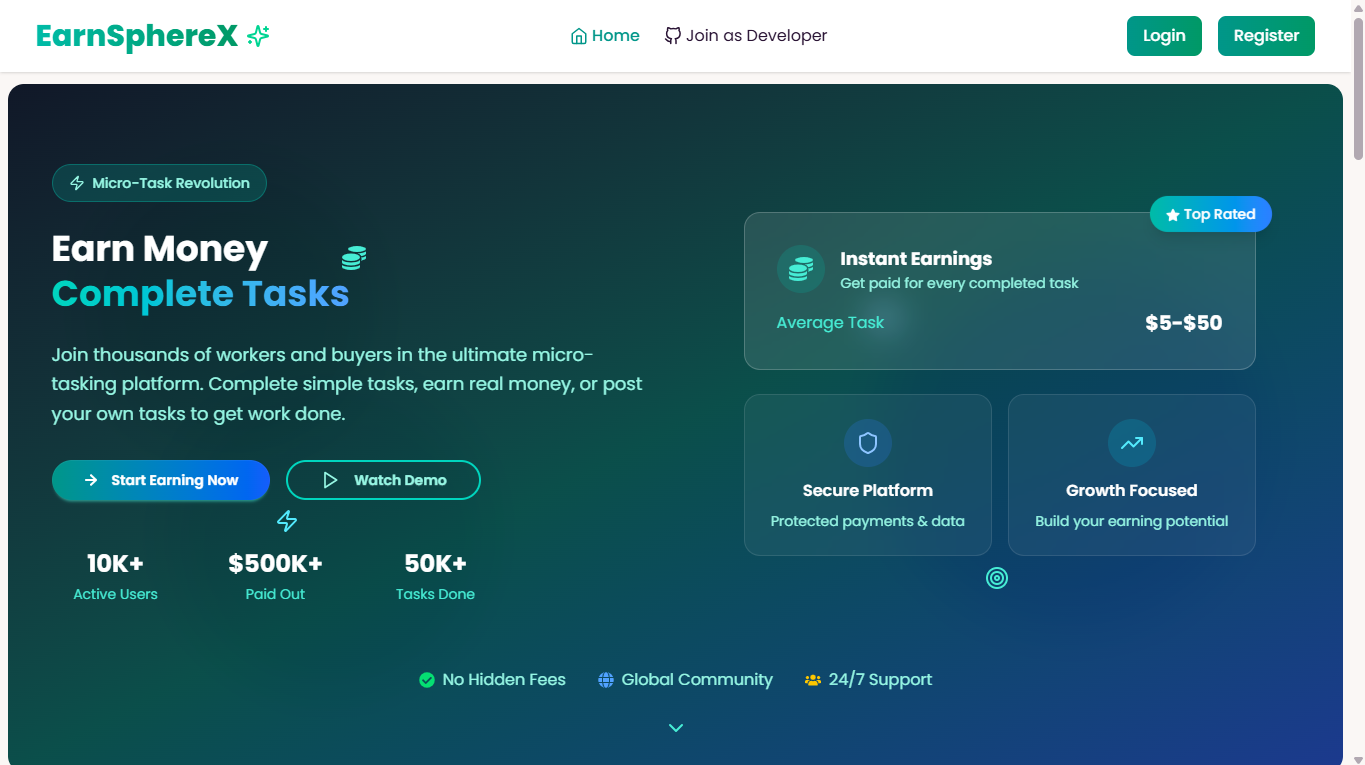 EarnSphereX
Home
Join as Developer
Login
Register
Micro-Task Revolution
Earn Money
Complete Tasks
Join thousands of workers and buyers in the ultimate micro-
tasking platform. Complete simple tasks, earn real money, or post
your own tasks to get work done.
Start Earning Now
Watch Demo
10K+
Active Users
$500K+
Paid Out
50K+
Tasks Done
Top Rated
Instant Earnings
Get paid for every completed task
Average Task
$5-$50
Secure Platform
Protected payments & data
Growth Focused
Build your earning potential
No Hidden Fees
Global Community
24/7 Support